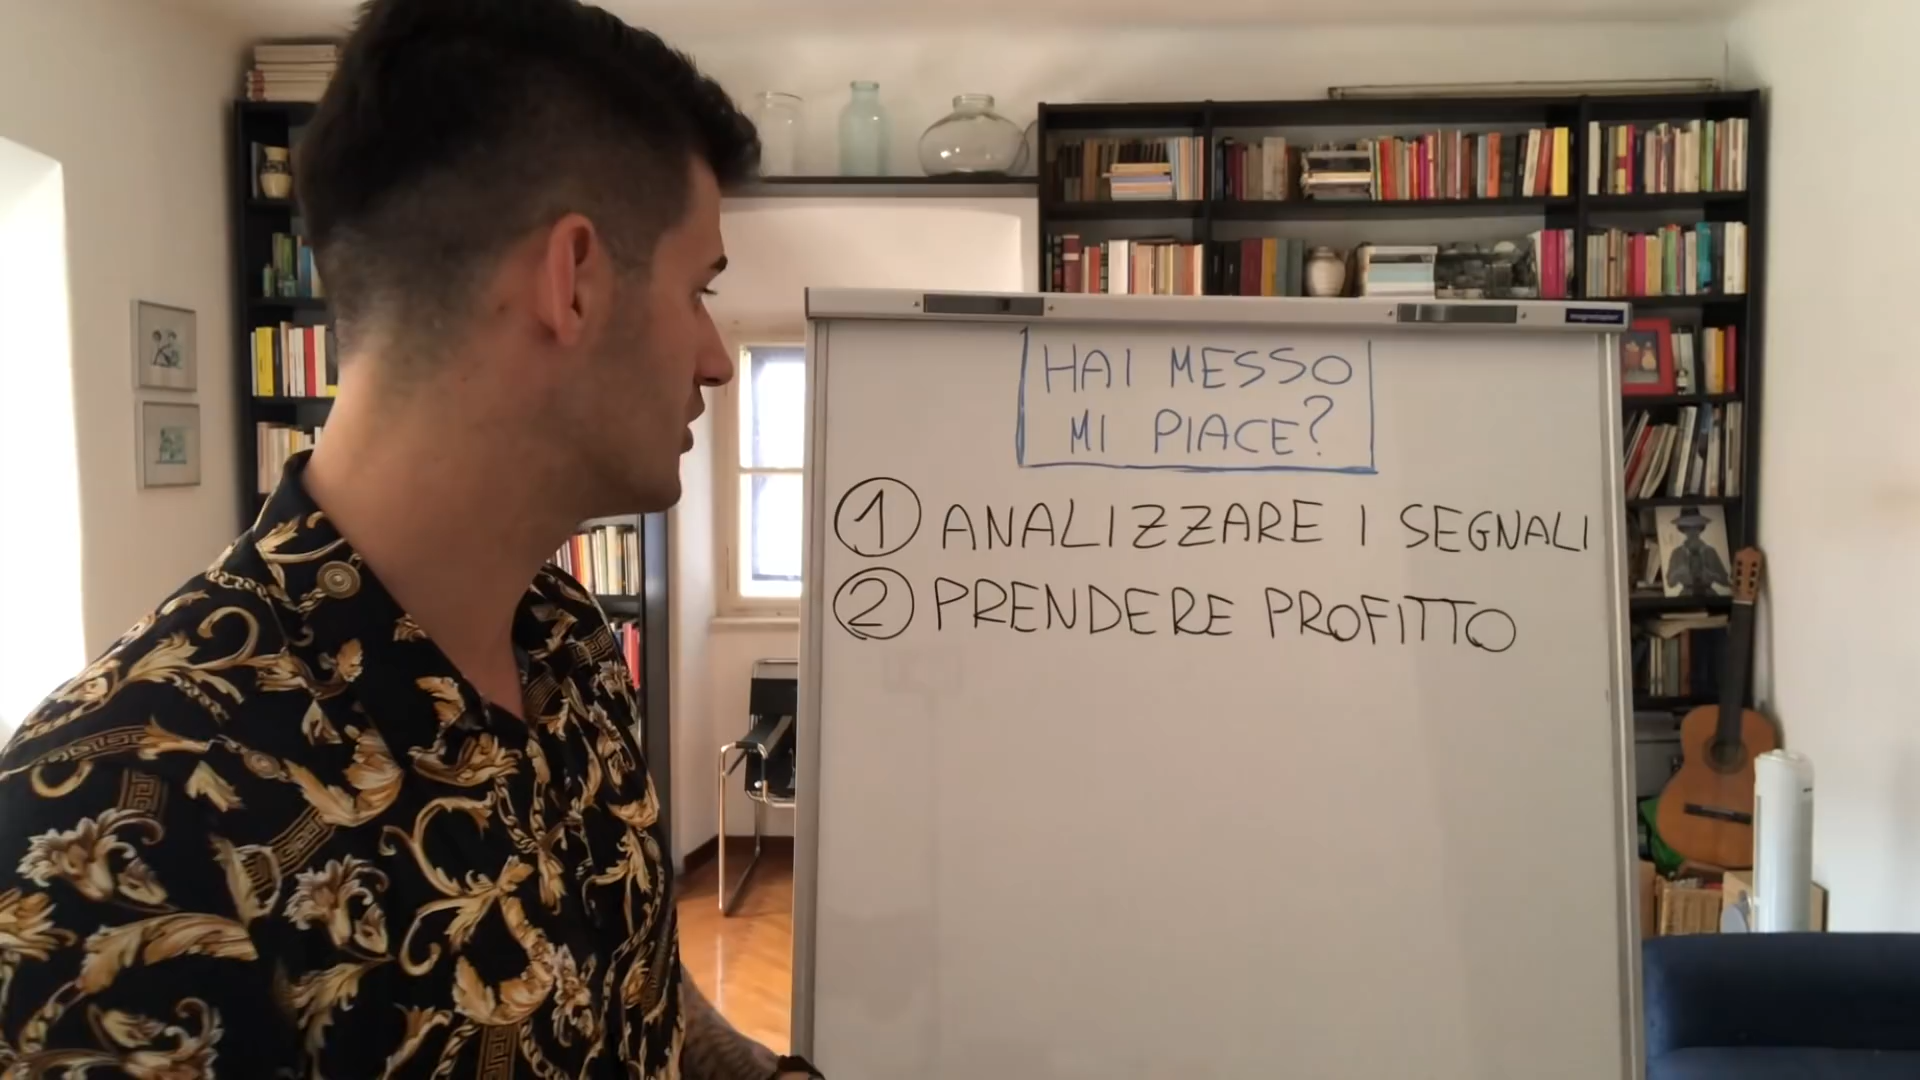 HAI MESSO
MI PIACE?
1 ANALIZZARE I SEGNALI
2 PRENDERE PROFITTO